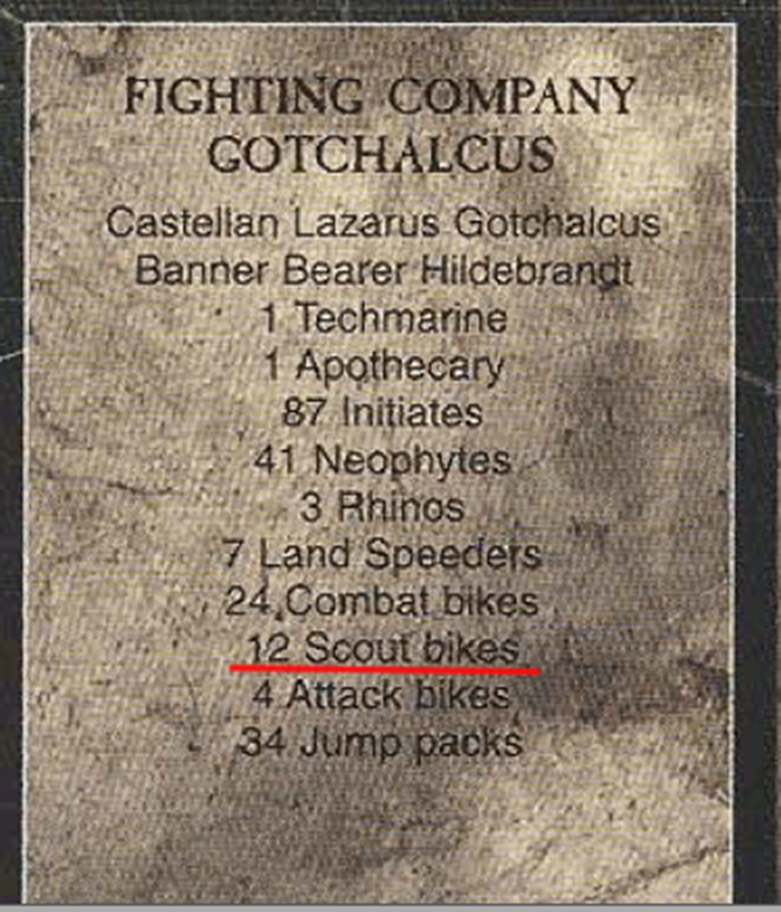 FIGHTING COMPANY
GOTCHALCUS
Castellan Lazarus Gotchalcus
Banner Bearer Hildebrandt
1 Techmarine
1 Apothecary
87 Initiates
41 Neophytes
3 Rhinos
7 Land Speeders
24 Combat bikes
12 Scout bikes
4 Attack bikes
34 Jump packs